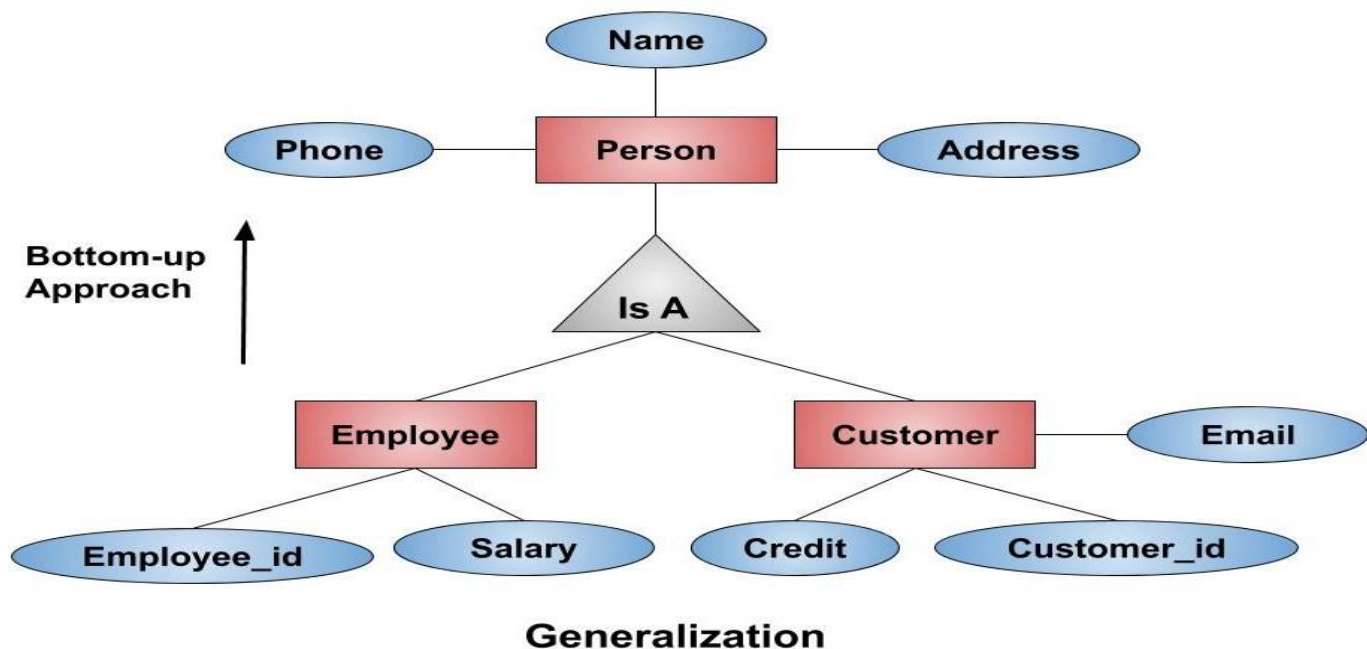 Name
Phone
Person
Address
Bottom-up
Approach
Is A
Employee
Customer
Email
Employee_id
Salary
Credit
Customer_id
Generalization